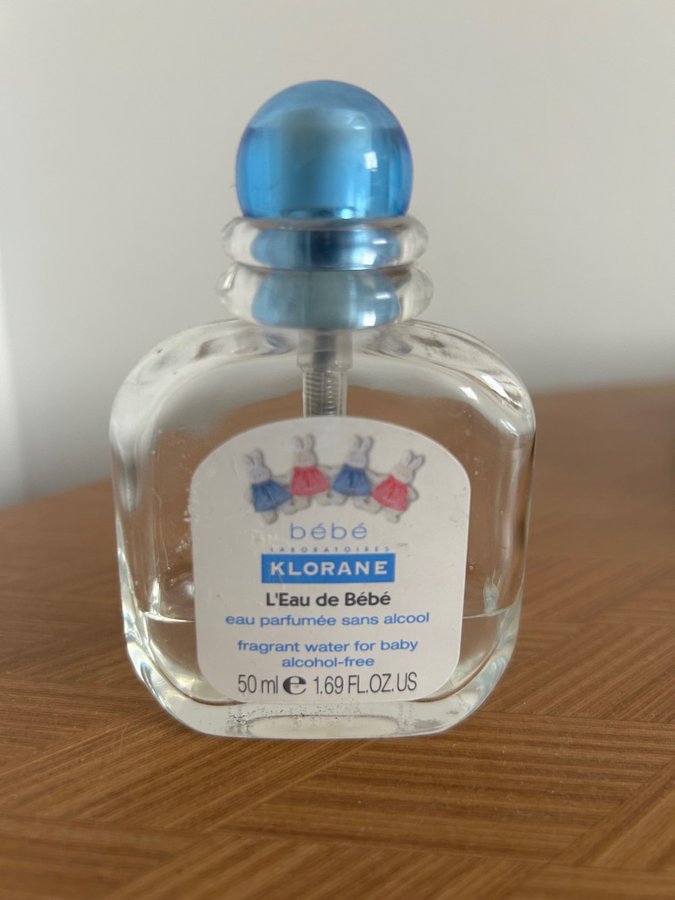 bébé
LABORATOIRES
KLORANE
L'Eau de Bébé
eau parfumée sans alcool
fragrant water for baby
alcohol-free
50 ml ℮ 1.69 FL.OZ.US